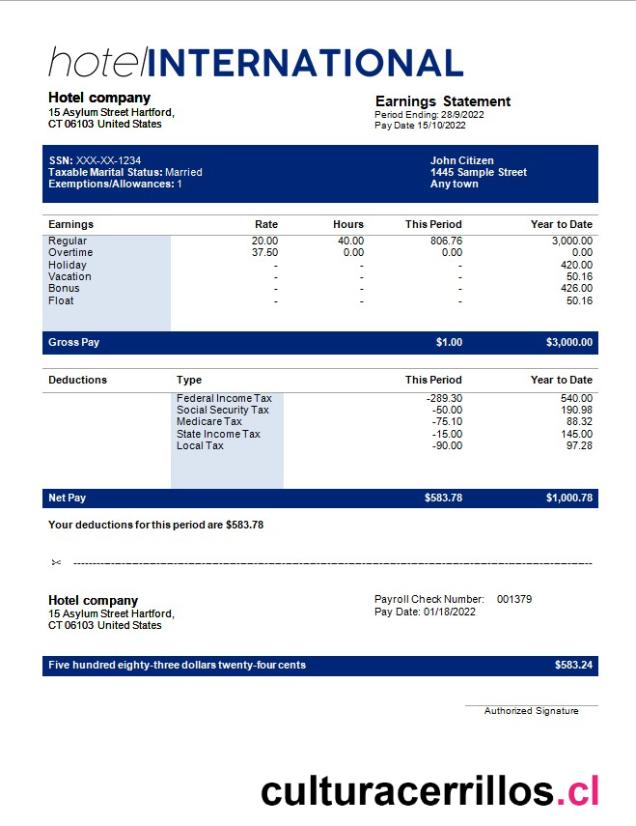 hotelINTERNATIONAL
Hotel company
15 Asylum Street Hartford,
CT 06103 United States
Earnings Statement
Period Ending: 28/9/2022
Pay Date 15/10/2022
SSN: XXX-XX-1234
Taxable Marital Status: Married
Exemptions/Allowances: 1
John Citizen
1445 Sample Street
Any town
Earnings Rate Hours This Period Year to Date
Regular 20.00 40.00 806.76 3,000.00
Overtime 37.50 0.00 0.00 0.00
Holiday - - - 420.00
Vacation - - - 50.16
Bonus - - - 426.00
Float - - - 50.16
Gross Pay $1.00 $3,000.00
Deductions Type This Period Year to Date
Federal Income Tax -289.30 540.00
Social Security Tax -50.00 190.98
Medicare Tax -75.10 88.32
State Income Tax -15.00 145.00
Local Tax -90.00 97.28
Net Pay $583.78 $1,000.78
Your deductions for this period are $583.78
Hotel company
15 Asylum Street Hartford,
CT 06103 United States
Payroll Check Number: 001379
Pay Date: 01/18/2022
Five hundred eighty-three dollars twenty-four cents $583.24
Authorized Signature
culturacerrillos.cl